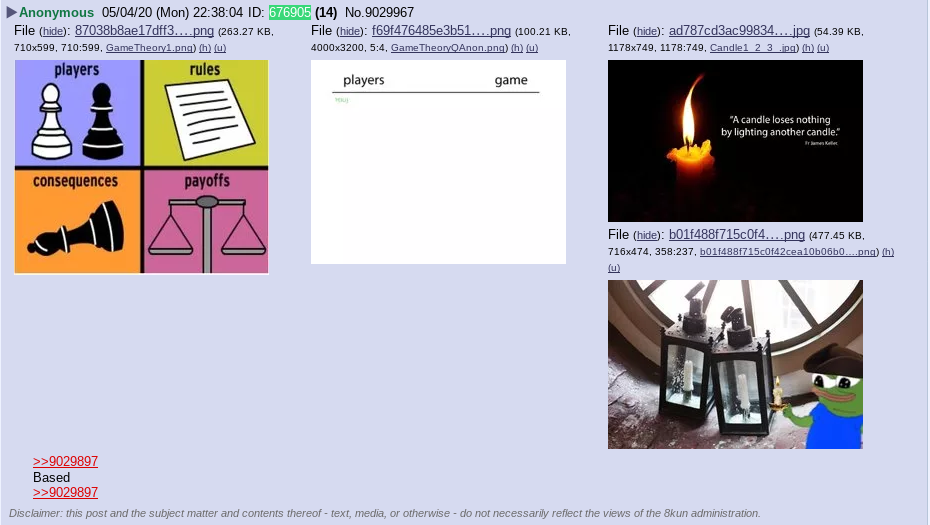 Anonymous 05/04/20 (Mon) 22:38:04 ID: 676905 (14) No.9029967
File (hide): 87038b8ae17dff3….png (263.27 KB, 710x599, 710:599, GameTheory1.png) (h) (u)
players
rules
consequences
payoffs
File (hide): f69f476485e3b51….png (100.21 KB, 4000x3200, 5:4, GameTheoryQAnon.png) (h) (u)
players game
File (hide): ad787cd3ac99834….jpg (54.39 KB, 1178x749, 1178:749, Candle1_2_3_.jpg) (h) (u)
“A candle loses nothing
by lighting another candle.”
Fr James Keller.
File (hide): b01f488f715c0f4….png (477.45 KB, 716x474, 358:237, b01f488f715c0f42cea10b06b0….png) (h) (u)
>>9029897
Based
>>9029897
Disclaimer: this post and the subject matter and contents thereof - text, media, or otherwise - do not necessarily reflect the views of the 8kun administration.